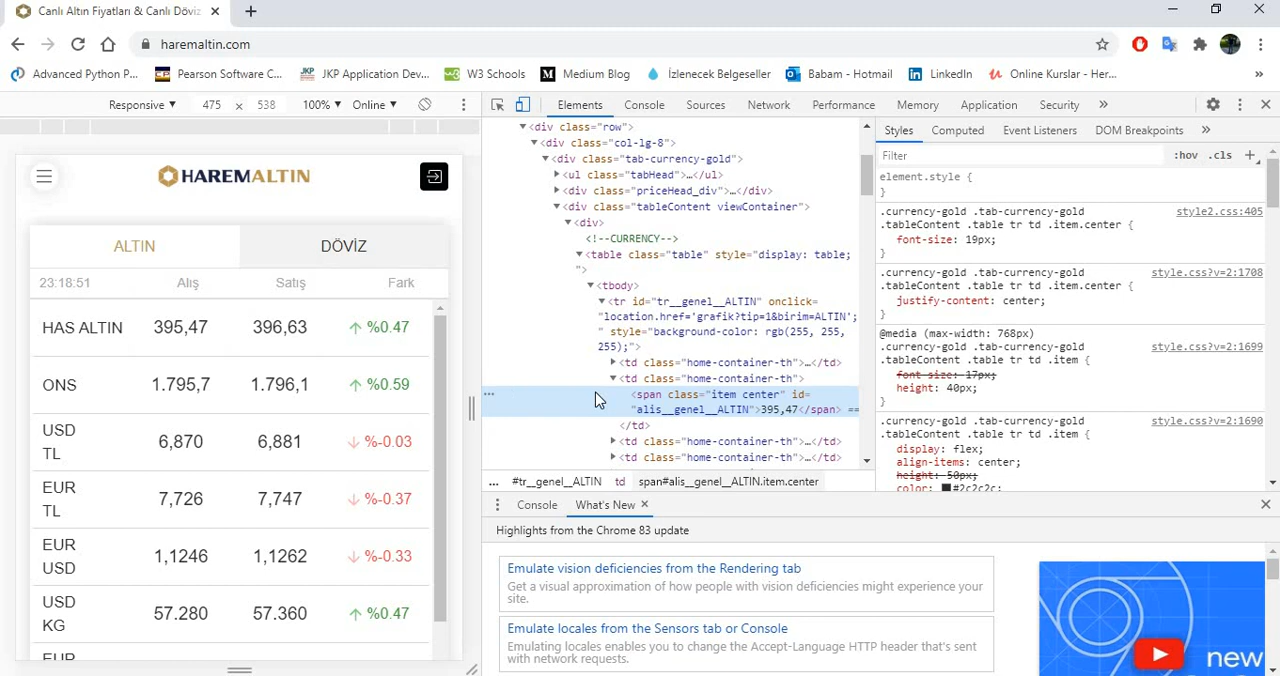 Canlı Altın Fiyatları & Canlı Döviz
haremaltin.com
Advanced Python P...
Pearson Software C...
JKP Application Dev...
W3 Schools
Medium Blog
İzlenecek Belgeseller
Babam - Hotmail
LinkedIn
Online Kurslar - Her...
Responsive ▼ 475 x 538 100% ▼ Online ▼
HAREMALTIN
ALTIN DÖVİZ
23:18:51 Alış Satış Fark
HAS ALTIN 395,47 396,63 ↑ %0.47
ONS 1.795,7 1.796,1 ↑ %0.59
USD TL 6,870 6,881 ↓ %-0.03
EUR TL 7,726 7,747 ↓ %-0.37
EUR USD 1,1246 1,1262 ↓ %-0.33
USD KG 57.280 57.360 ↑ %0.47
EUR
Elements Console Sources Network Performance Memory Application Security »
▼<div class="row">
▼<div class="col-lg-8">
▼<div class="tab-currency-gold">
▶<ul class="tabHead">…</ul>
▶<div class="priceHead_div">…</div>
▼<div class="tableContent viewContainer">
▼<div>
<!--CURRENCY-->
▼<table class="table" style="display: table;
">
▼<tbody>
▼<tr id="tr__genel__ALTIN" onclick=
"location.href='grafik?tip=1&birim=ALTIN';
" style="background-color: rgb(255, 255,
255);">
▶<td class="home-container-th">…</td>
▼<td class="home-container-th">
… <span class="item center" id=
"alis__genel__ALTIN">395,47</span> ==
</td>
▶<td class="home-container-th">…</td>
▶<td class="home-container-th">…</td>
... #tr__genel__ALTIN td span#alis__genel__ALTIN.item.center
Styles Computed Event Listeners DOM Breakpoints »
Filter :hov .cls +
element.style {
}
.currency-gold .tab-currency-gold style2.css:405
.tableContent .table tr td .item.center {
font-size: 19px;
}
.currency-gold .tab-currency-gold style.css?v=2:1708
.tableContent .table tr td .item.center {
justify-content: center;
}
@media (max-width: 768px)
.currency-gold .tab-currency-gold style.css?v=2:1699
.tableContent .table tr td .item {
font-size: 17px;
height: 40px;
}
.currency-gold .tab-currency-gold style.css?v=2:1690
.tableContent .table tr td .item {
display: flex;
align-items: center;
height: 50px;
color: #2c2c2c;
Console What's New
Highlights from the Chrome 83 update
Emulate vision deficiencies from the Rendering tab
Get a visual approximation of how people with vision deficiencies might experience your
site.
Emulate locales from the Sensors tab or Console
Emulating locales enables you to change the Accept-Language HTTP header that's sent
with network requests.
new